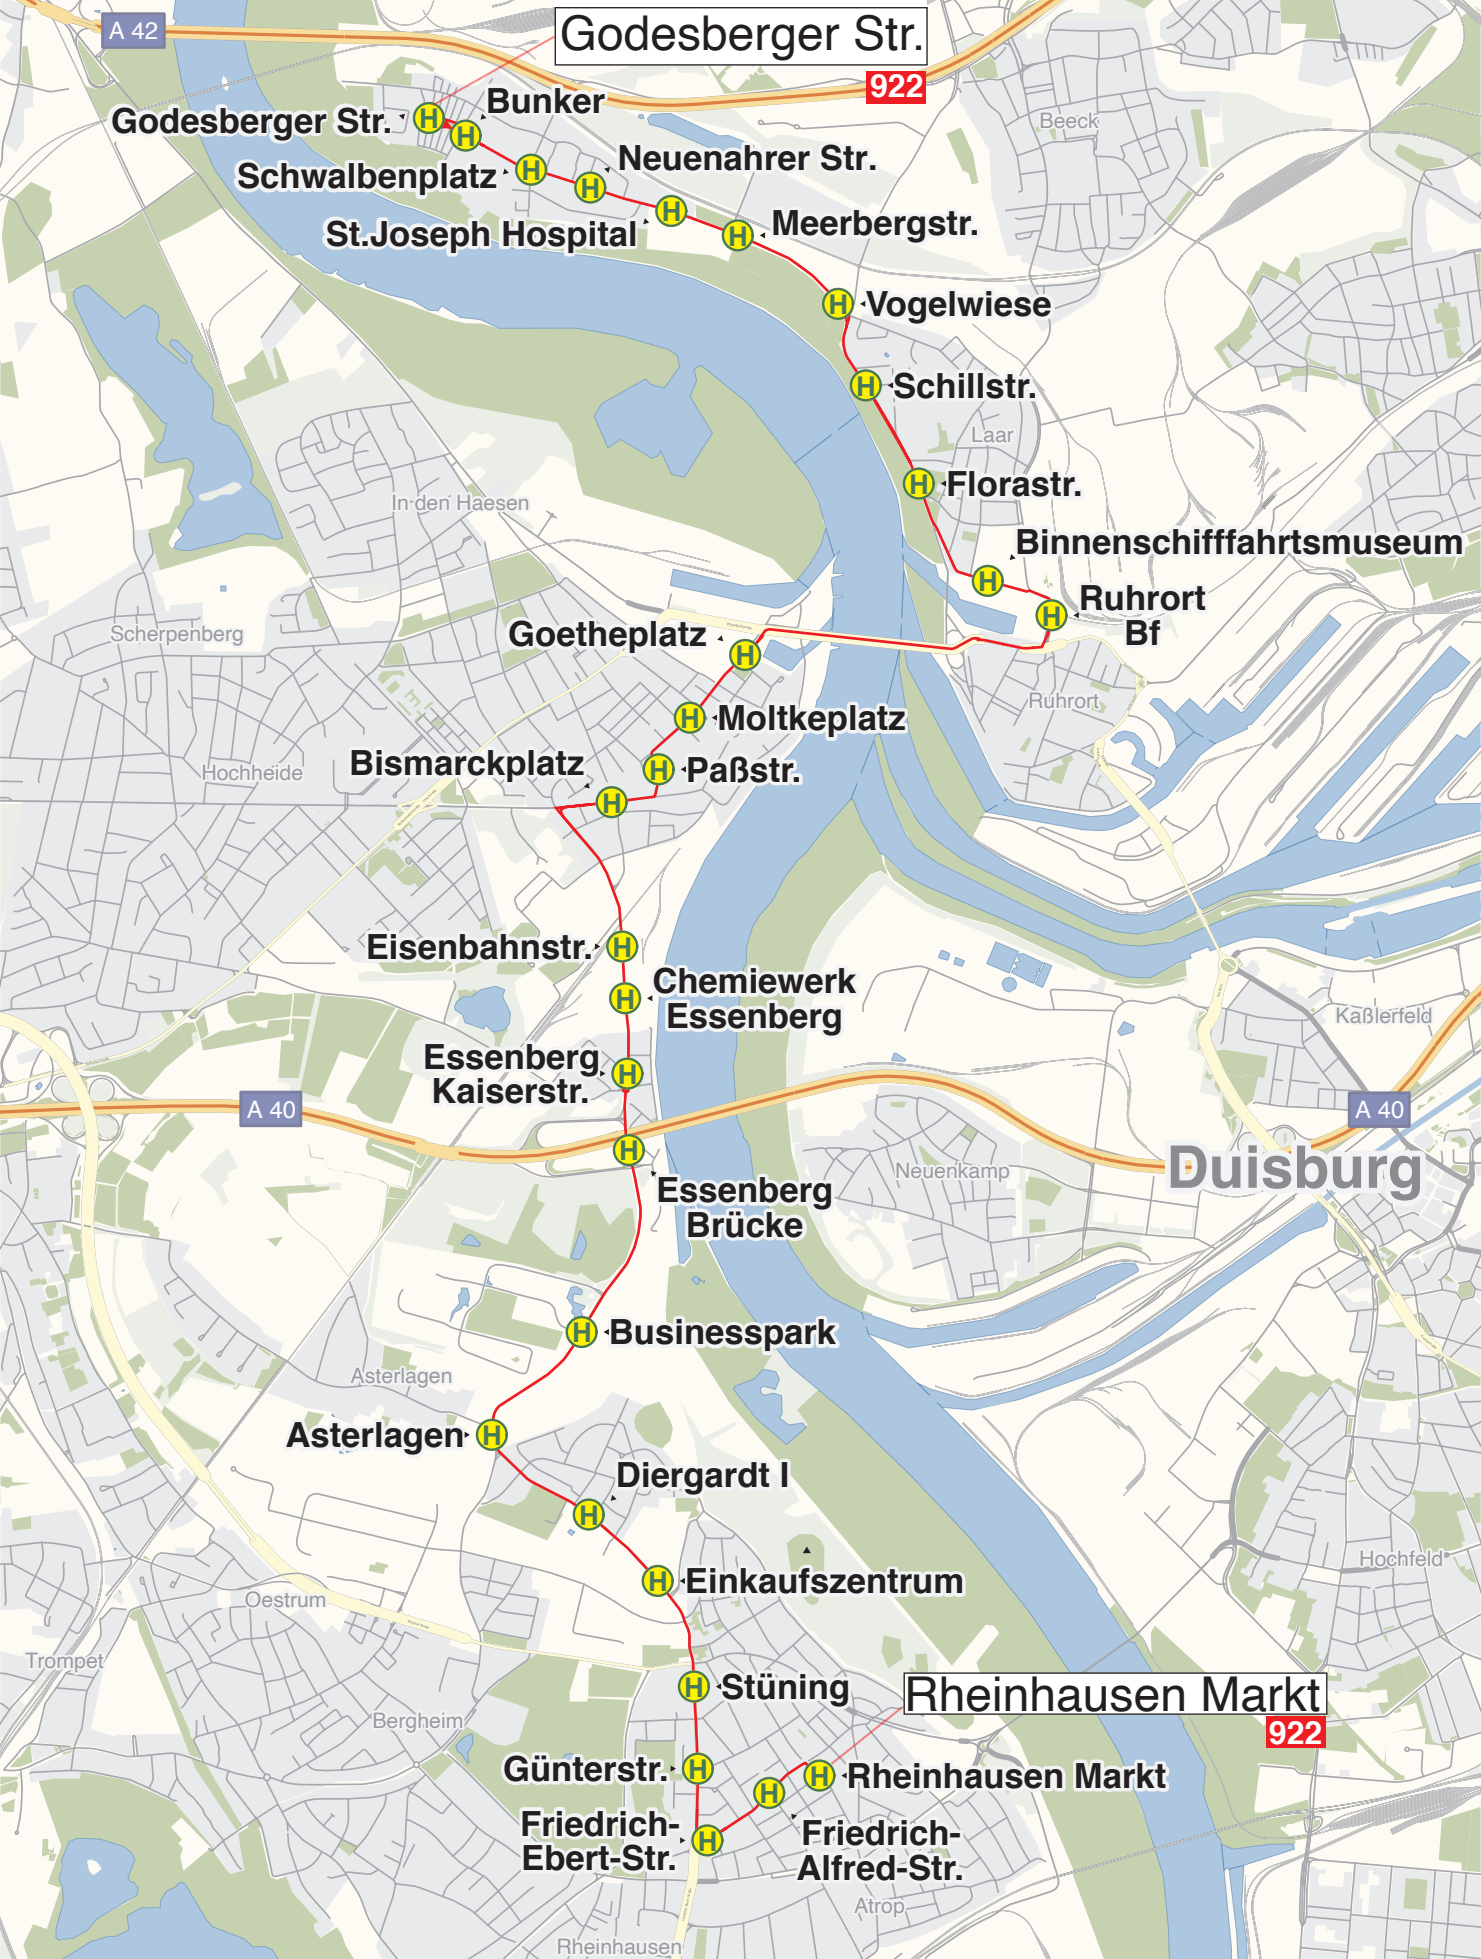 A 42
Godesberger Str.
922
Bunker
Godesberger Str.
Beeck
Neuenahrer Str.
Schwalbenplatz
St.Joseph Hospital
Meerbergstr.
Vogelwiese
Schillstr.
Laar
Florastr.
In den Haesen
Binnenschifffahrtsmuseum
Ruhrort
Bf
Scherpenberg
Goetheplatz
Ruhrort
Moltkeplatz
Bismarckplatz
Paßstr.
Hochheide
Eisenbahnstr.
Chemiewerk
Essenberg
Kaßlerfeld
Essenberg
Kaiserstr.
A 40
A 40
Neuenkamp
Duisburg
Essenberg
Brücke
Businesspark
Asterlagen
Asterlagen
Diergardt I
Hochfeld
Einkaufszentrum
Oestrum
Trompet
Stüning
Rheinhausen Markt
922
Bergheim
Günterstr.
Rheinhausen Markt
Friedrich-
Ebert-Str.
Friedrich-
Alfred-Str.
Atrop
Rheinhausen